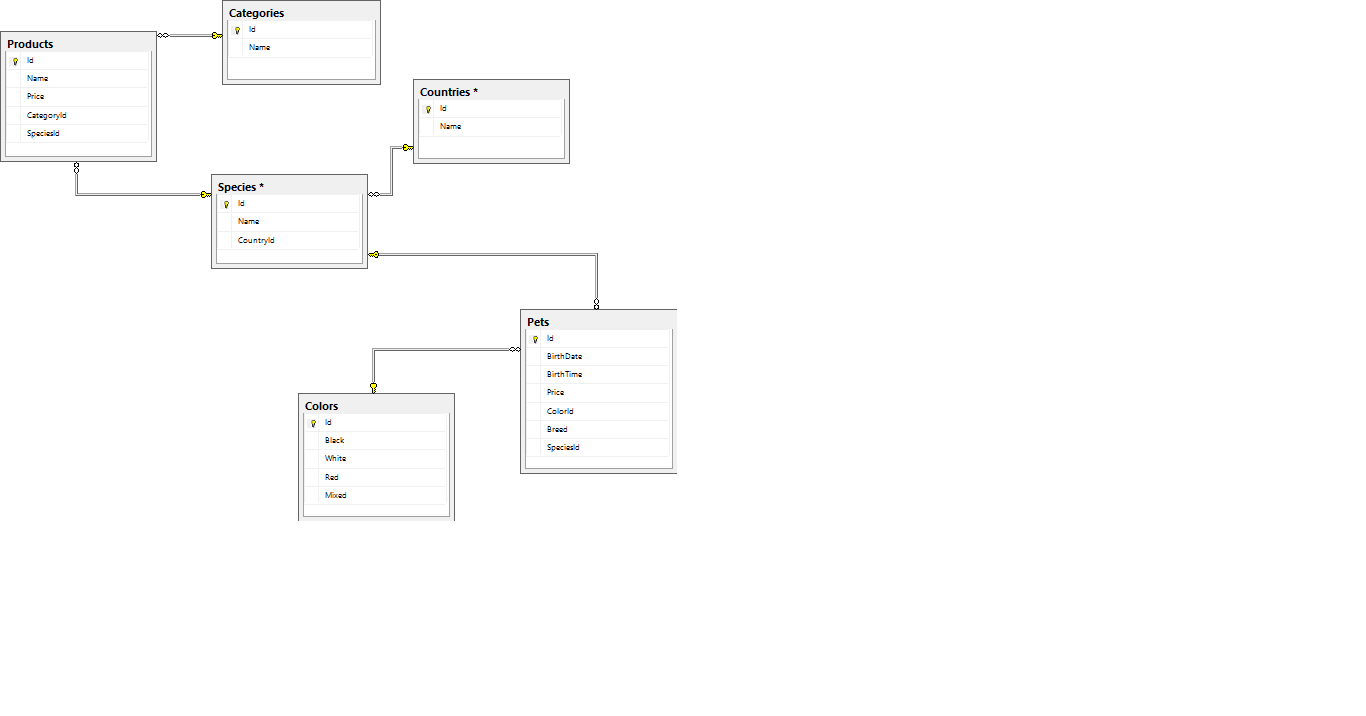 Categories
Id
Name
Products
Id
Name
Price
CategoryId
SpeciesId
Countries *
Id
Name
Species *
Id
Name
CountryId
Pets
Id
BirthDate
BirthTime
Price
ColorId
Breed
SpeciesId
Colors
Id
Black
White
Red
Mixed